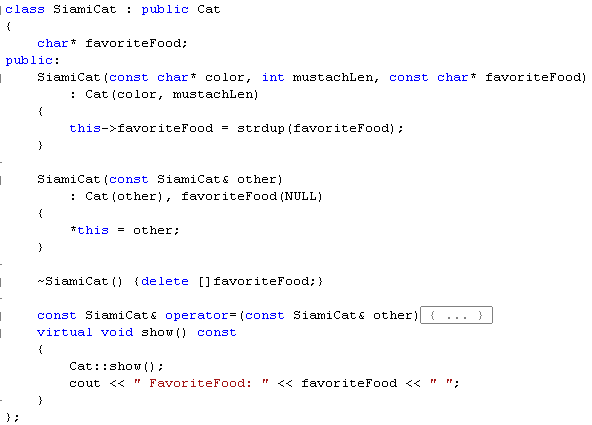 class SiamiCat : public Cat
{
    char* favoriteFood;
public:
    SiamiCat(const char* color, int mustachLen, const char* favoriteFood)
        : Cat(color, mustachLen)
    {
        this->favoriteFood = strdup(favoriteFood);
    }

    SiamiCat(const SiamiCat& other)
        : Cat(other), favoriteFood(NULL)
    {
        *this = other;
    }

    ~SiamiCat() {delete []favoriteFood;}

    const SiamiCat& operator=(const SiamiCat& other){ ... }
    virtual void show() const
    {
        Cat::show();
        cout << " FavoriteFood: " << favoriteFood << " ";
    }
};